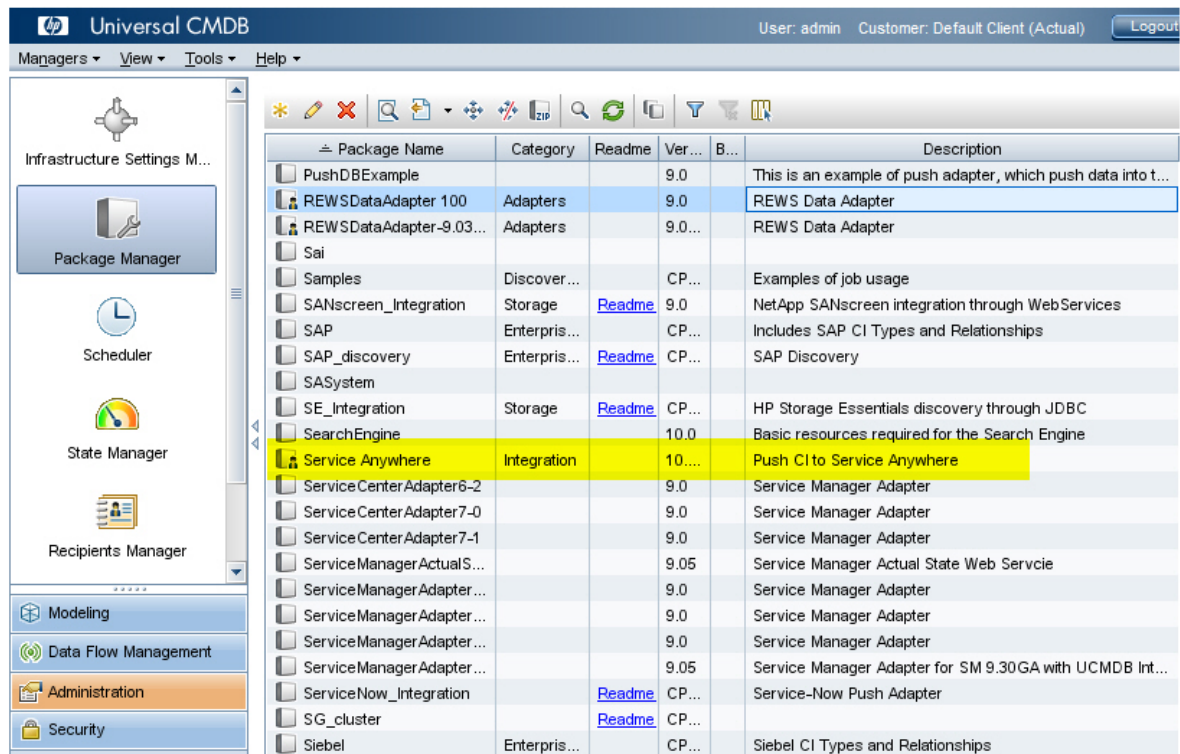 hp Universal CMDB User: admin Customer: Default Client (Actual) Logout
Managers View Tools Help
ZIP
Package Name Category Readme Ver... B... Description
PushDBExample 9.0 This is an example of push adapter, which push data into t...
REWSDataAdapter 100 Adapters 9.0 REWS Data Adapter
REWSDataAdapter-9.03... Adapters 9.0... REWS Data Adapter
Sai
Samples Discover... CP... Examples of job usage
SANscreen_Integration Storage Readme 9.0 NetApp SANscreen integration through WebServices
SAP Enterpris... CP... Includes SAP CI Types and Relationships
SAP_discovery Enterpris... Readme CP... SAP Discovery
SASystem
SE_Integration Storage Readme CP... HP Storage Essentials discovery through JDBC
SearchEngine 10.0 Basic resources required for the Search Engine
Service Anywhere Integration 10.... Push CI to Service Anywhere
ServiceCenterAdapter6-2 9.0 Service Manager Adapter
ServiceCenterAdapter7-0 9.0 Service Manager Adapter
ServiceCenterAdapter7-1 9.0 Service Manager Adapter
ServiceManagerActualS... 9.05 Service Manager Actual State Web Servcie
ServiceManagerAdapter... 9.0 Service Manager Adapter
ServiceManagerAdapter... 9.0 Service Manager Adapter
ServiceManagerAdapter... 9.0 Service Manager Adapter
ServiceManagerAdapter... 9.05 Service Manager Adapter for SM 9.30GA with UCMDB Int...
ServiceNow_Integration Readme CP... Service-Now Push Adapter
SG_cluster Readme CP...
Siebel Enterpris... CP... Siebel CI Types and Relationships
Infrastructure Settings M...
Package Manager
Scheduler
State Manager
Recipients Manager
Modeling
Data Flow Management
Administration
Security